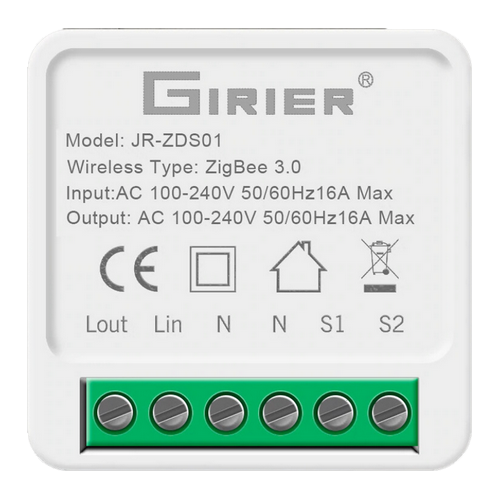 GIRIER®
Model: JR-ZDS01
Wireless Type: ZigBee 3.0
Input:AC 100-240V 50/60Hz16A Max
Output: AC 100-240V 50/60Hz16A Max
CE
Lout Lin N N S1 S2